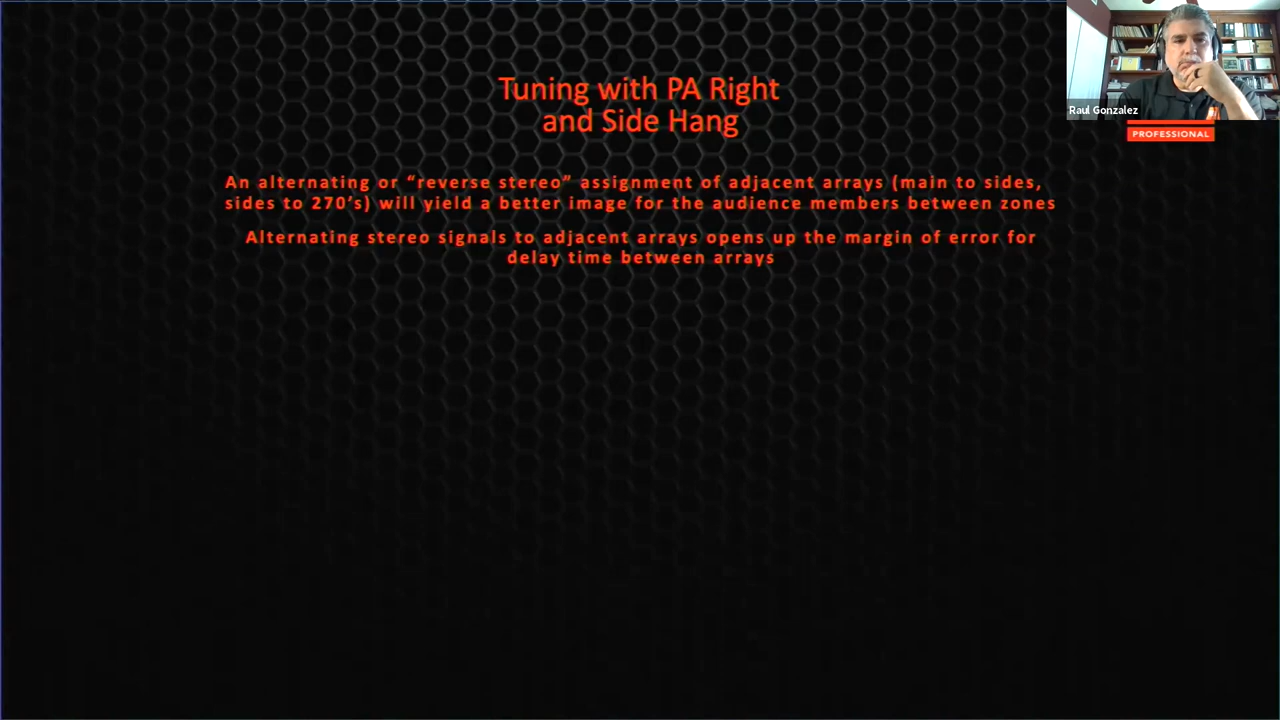 Tuning with PA Right
and Side Hang
An alternating or “reverse stereo” assignment of adjacent arrays (main to sides,
sides to 270’s) will yield a better image for the audience members between zones
Alternating stereo signals to adjacent arrays opens up the margin of error for
delay time between arrays
Raul Gonzalez
PROFESSIONAL